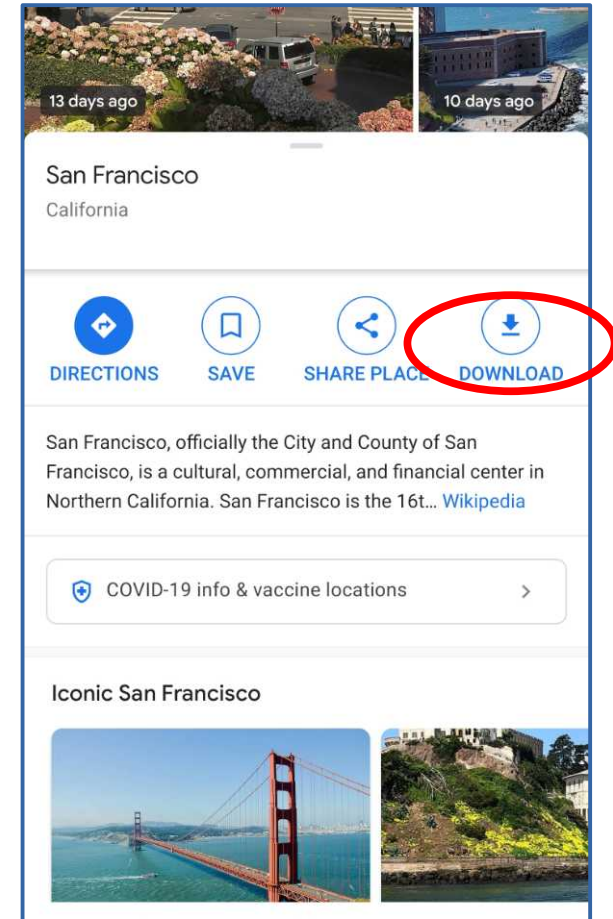 13 days ago
10 days ago
San Francisco
California
DIRECTIONS
SAVE
SHARE PLACE
DOWNLOAD
San Francisco, officially the City and County of San
Francisco, is a cultural, commercial, and financial center in
Northern California. San Francisco is the 16t... Wikipedia
COVID-19 info & vaccine locations
Iconic San Francisco